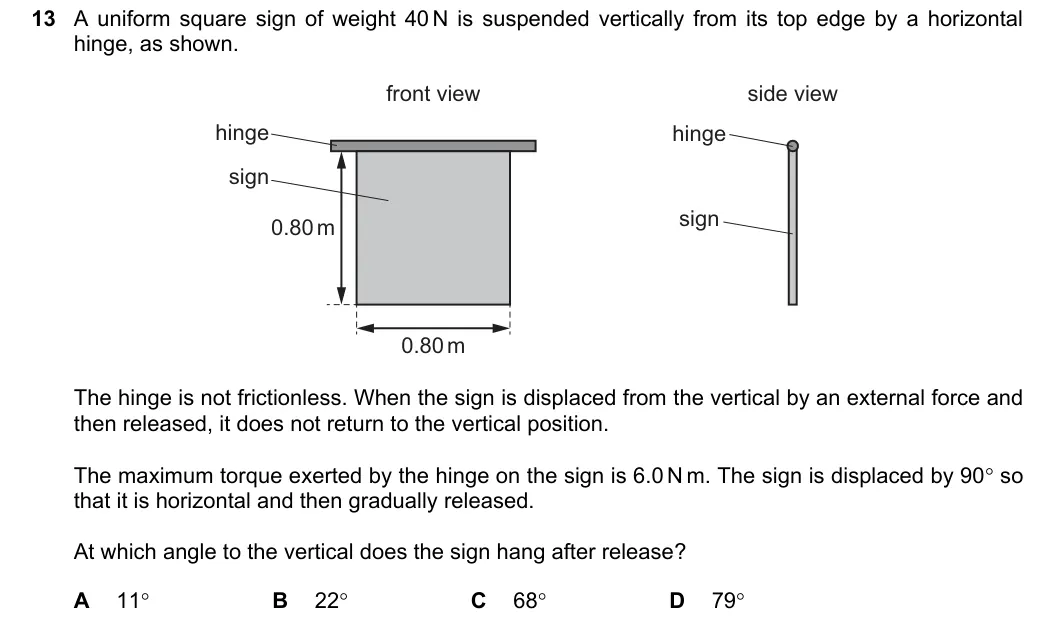 13 A uniform square sign of weight 40 N is suspended vertically from its top edge by a horizontal
hinge, as shown.
front view
side view
hinge
hinge
sign
sign
0.80 m
0.80 m
The hinge is not frictionless. When the sign is displaced from the vertical by an external force and
then released, it does not return to the vertical position.
The maximum torque exerted by the hinge on the sign is 6.0 N m. The sign is displaced by 90° so
that it is horizontal and then gradually released.
At which angle to the vertical does the sign hang after release?
A 11° B 22° C 68° D 79°